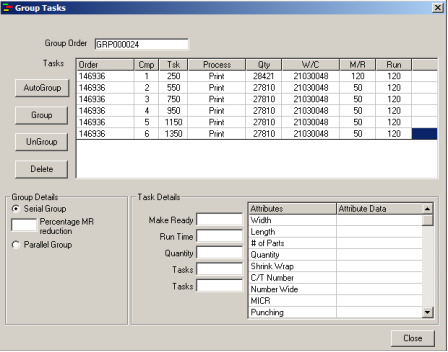 Group Tasks
Group Order GRP000024
Tasks
Order Cmp Tsk Process Qty W/C M/R Run
146936 1 250 Print 28421 21030048 120 120
146936 2 550 Print 27810 21030048 50 120
146936 3 750 Print 27810 21030048 50 120
146936 4 950 Print 27810 21030048 50 120
146936 5 1150 Print 27810 21030048 50 120
146936 6 1350 Print 27810 21030048 50 120
AutoGroup
Group
UnGroup
Delete
Group Details
Serial Group
Percentage MR
reduction
Parallel Group
Task Details
Make Ready
Run Time
Quantity
Tasks
Tasks
Attributes Attribute Data
Width
Length
# of Parts
Quantity
Shrink Wrap
C/T Number
Number Wide
MICR
Punching
Close